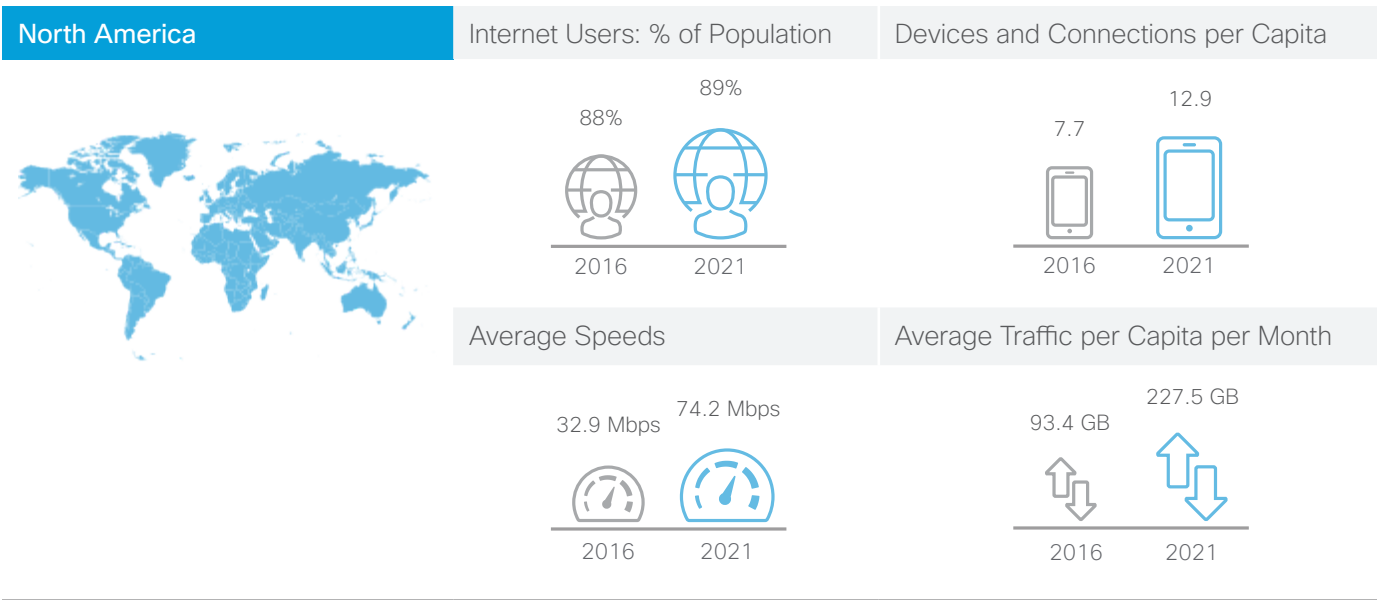 North America
Internet Users: % of Population
Devices and Connections per Capita
88%
89%
2016
2021
7.7
12.9
2016
2021
Average Speeds
Average Traffic per Capita per Month
32.9 Mbps
74.2 Mbps
2016
2021
93.4 GB
227.5 GB
2016
2021